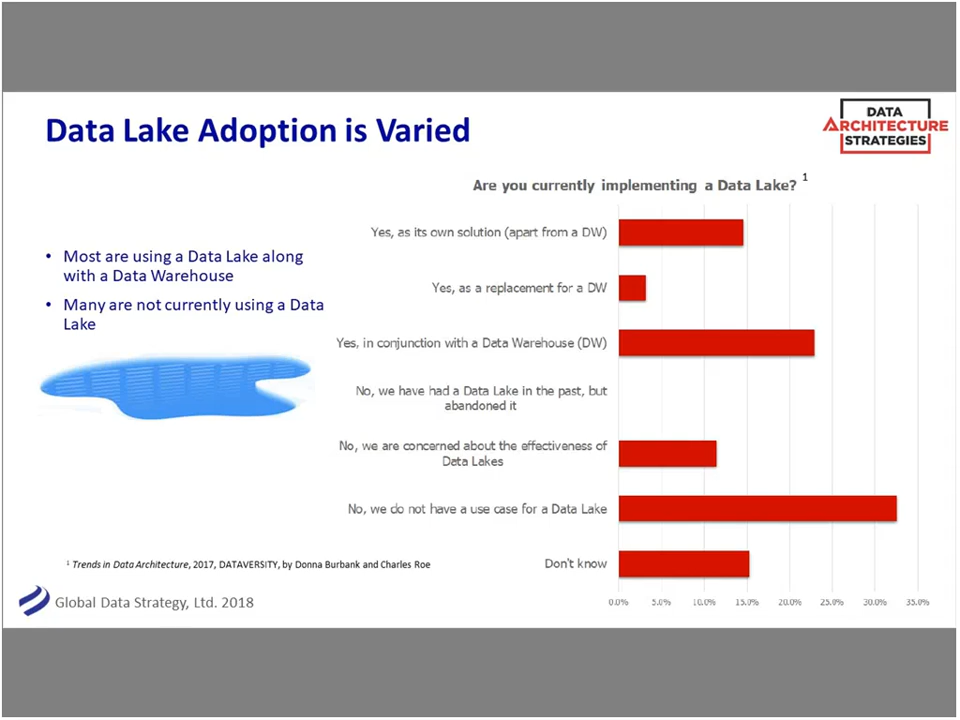 Data Lake Adoption is Varied
DATA
ARCHITECTURE
STRATEGIES
• Most are using a Data Lake along
with a Data Warehouse
• Many are not currently using a Data
Lake
Are you currently implementing a Data Lake? 1
Yes, as its own solution (apart from a DW)
Yes, as a replacement for a DW
Yes, in conjunction with a Data Warehouse (DW)
No, we have had a Data Lake in the past, but
abandoned it
No, we are concerned about the effectiveness of
Data Lakes
No, we do not have a use case for a Data Lake
Don't know
0.0% 5.0% 10.0% 15.0% 20.0% 25.0% 30.0% 35.0%
1 Trends in Data Architecture, 2017, DATAVERSITY, by Donna Burbank and Charles Roe
Global Data Strategy, Ltd. 2018